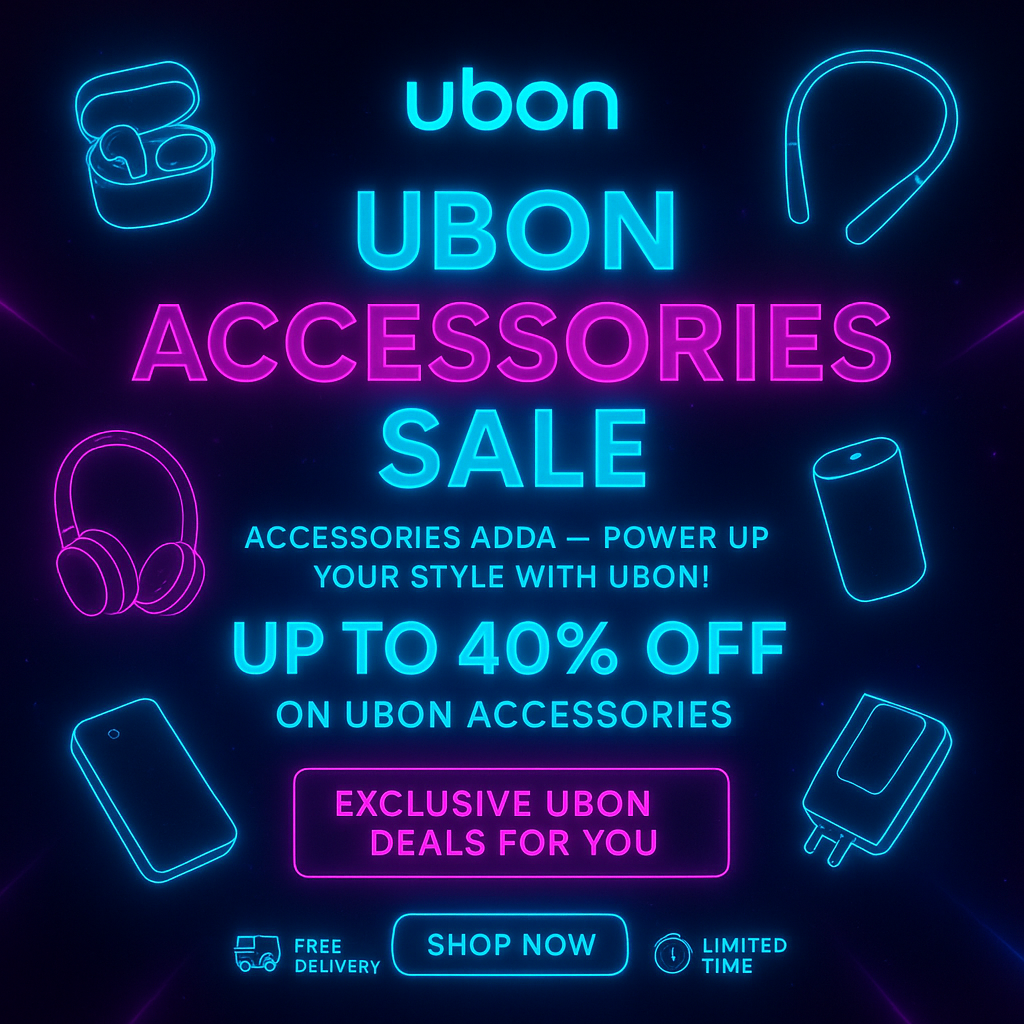 ubon
UBON
ACCESSORIES
SALE
ACCESSORIES ADDA — POWER UP
YOUR STYLE WITH UBON!
UP TO 40% OFF
ON UBON ACCESSORIES
EXCLUSIVE UBON
DEALS FOR YOU
FREE
DELIVERY
SHOP NOW
LIMITED
TIME